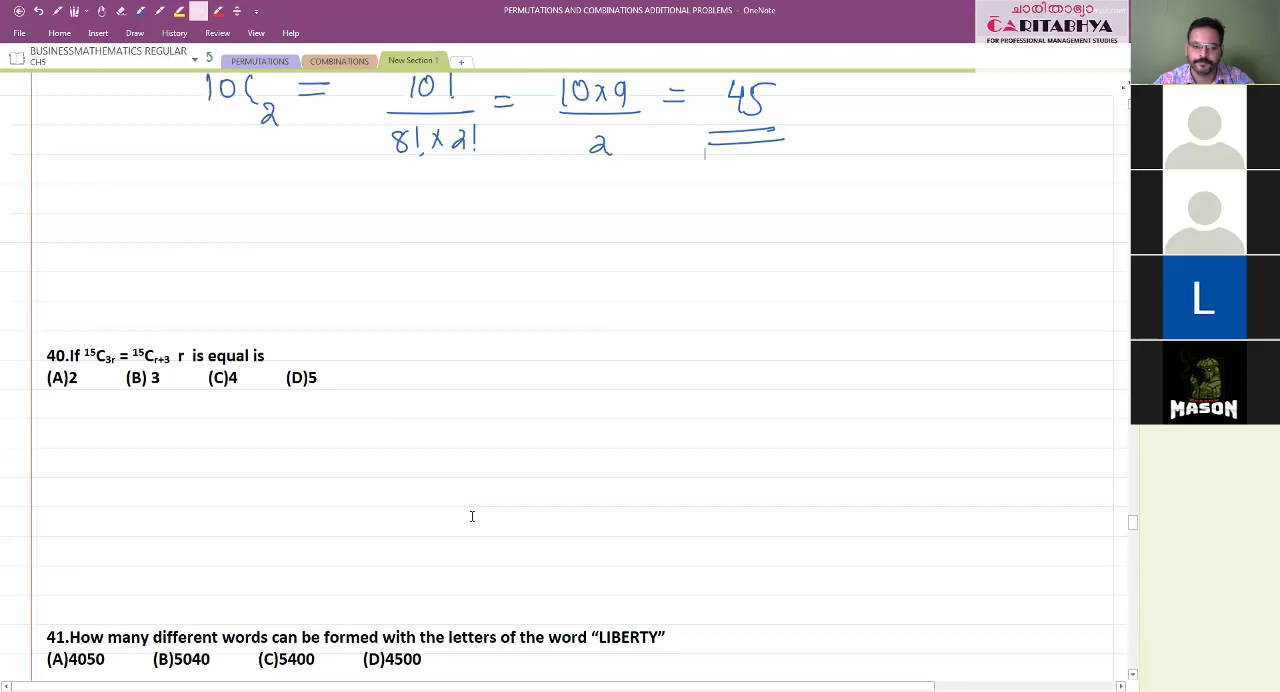 PERMUTATIONS AND COMBINATIONS ADDITIONAL PROBLEMS - OneNote
ചാരിതാഭ്യാ
CARITABHYA
FOR PROFESSIONAL MANAGEMENT STUDIES
File Home Insert Draw History Review View Help
BUSINESSMATHEMATICS REGULAR
CH5
PERMUTATIONS COMBINATIONS New Section 1 +
10C₂ = 10! / 8! × 2! = 10×9 / 2 = 45
40.If ¹⁵C₃ᵣ = ¹⁵Cᵣ₊₃ r is equal is
(A)2 (B) 3 (C)4 (D)5
L
MASON
41.How many different words can be formed with the letters of the word “LIBERTY”
(A)4050 (B)5040 (C)5400 (D)4500